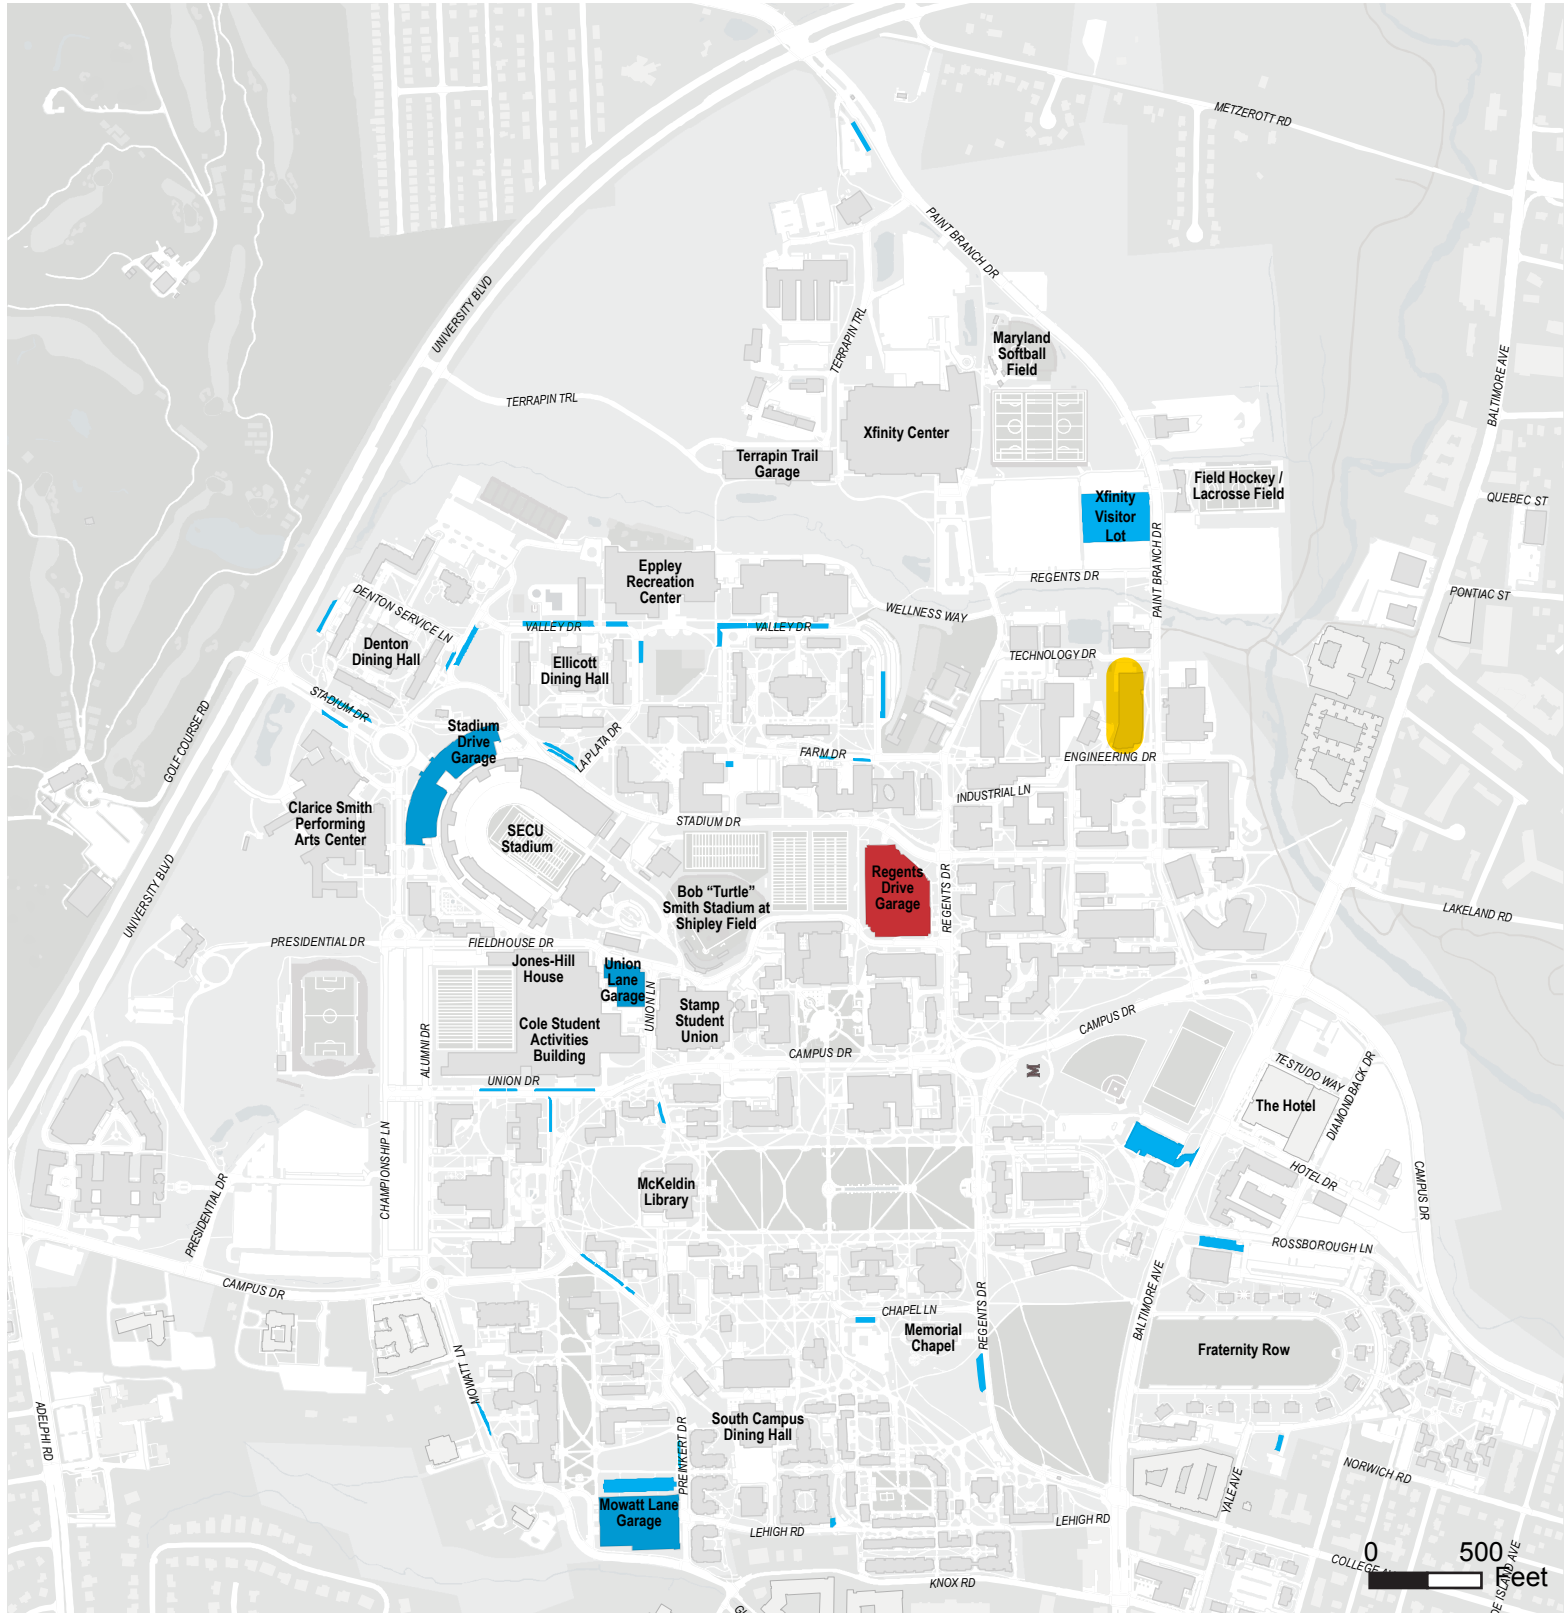 METZEROTT RD
PAINT BRANCH DR
UNIVERSITY BLVD
TERRAPIN TRL
Maryland
Softball
Field
BALTIMORE AVE
TERRAPIN TRL
Xfinity Center
Terrapin Trail
Garage
Field Hockey /
Lacrosse Field
Xfinity
Visitor
Lot
QUEBEC ST
PAINT BRANCH DR
REGENTS DR
Eppley
Recreation
Center
PONTIAC ST
DENTON SERVICE LN
WELLNESS WAY
VALLEY DR
VALLEY DR
Denton
Dining Hall
Ellicott
Dining Hall
TECHNOLOGY DR
STADIUM DR
GOLF COURSE RD
Stadium
Drive
Garage
LA PLATA DR
FARM DR
ENGINEERING DR
INDUSTRIAL LN
Clarice Smith
Performing
Arts Center
SECU
Stadium
STADIUM DR
Regents
Drive
Garage
REGENTS DR
Bob “Turtle”
Smith Stadium at
Shipley Field
UNIVERSITY BLVD
LAKELAND RD
PRESIDENTIAL DR
FIELDHOUSE DR
Jones-Hill
House
Union
Lane
Garage
UNION LN
Stamp
Student
Union
Cole Student
Activities
Building
ALUMNI DR
CAMPUS DR
CAMPUS DR
M
UNION DR
TESTUDO WAY
DIAMONDBACK DR
The Hotel
CHAMPIONSHIP LN
HOTEL DR
CAMPUS DR
McKeldin
Library
PRESIDENTIAL DR
ROSSBOROUGH LN
CAMPUS DR
BALTIMORE AVE
REGENTS DR
CHAPEL LN
Memorial
Chapel
Fraternity Row
MOWATT LN
ADELPHI RD
South Campus
Dining Hall
PREINKERT DR
NORWICH RD
YALE AVE
Mowatt Lane
Garage
LEHIGH RD
LEHIGH RD
KNOX RD
COLLEGE
DE ISLAND AVE
0 500
Feet